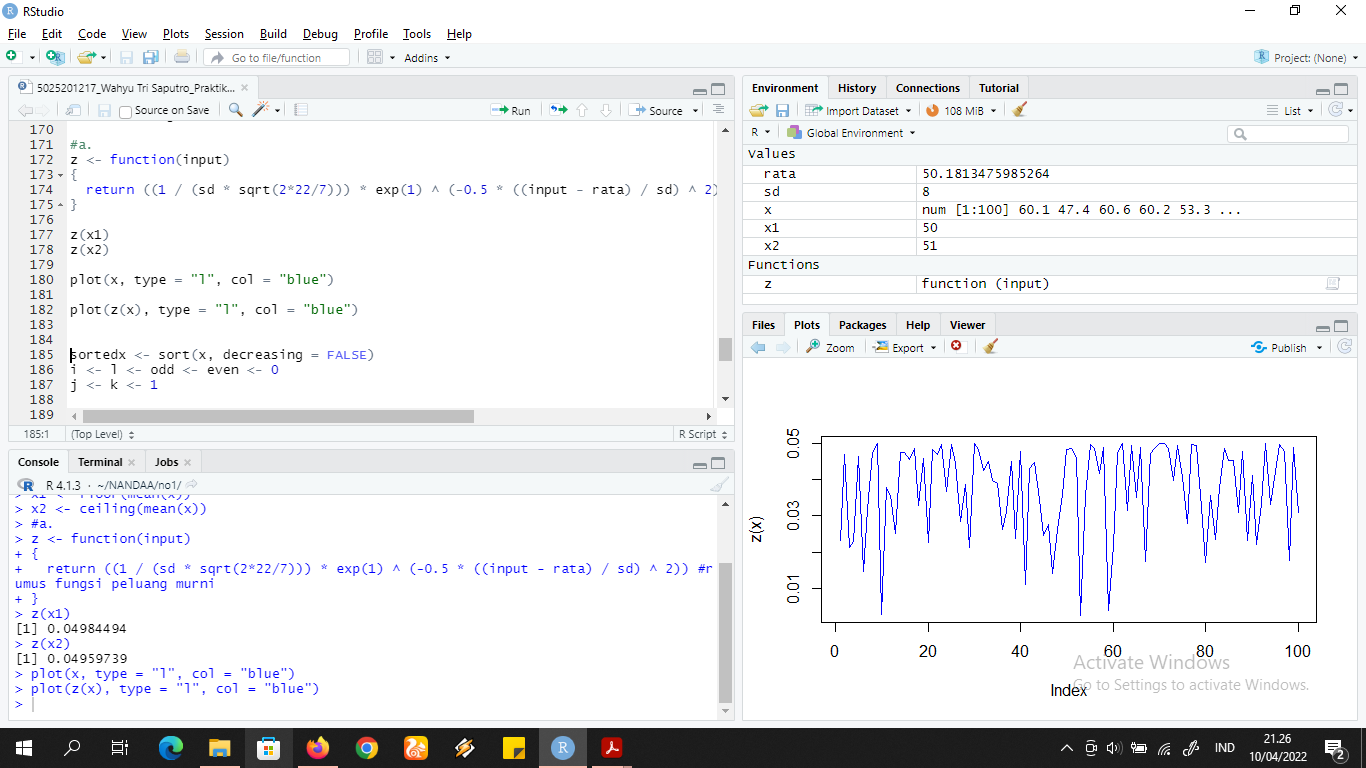 RStudio
File Edit Code View Plots Session Build Debug Profile Tools Help
Go to file/function Addins Project: (None)
5025201217_Wahyu Tri Saputro_Praktik...
Source on Save Run Source
170
171 #a.
172 z <- function(input)
173 {
174 return ((1 / (sd * sqrt(2*22/7))) * exp(1) ^ (-0.5 * ((input - rata) / sd) ^ 2)
175 }
176
177 z(x1)
178 z(x2)
179
180 plot(x, type = "l", col = "blue")
181
182 plot(z(x), type = "l", col = "blue")
183
184
185 sortedx <- sort(x, decreasing = FALSE)
186 i <- l <- odd <- even <- 0
187 j <- k <- 1
188
189
185:1 (Top Level) R Script
Console Terminal Jobs
R 4.1.3 · ~/NANDAA/no1/
> x1 <- floor(mean(x))
> x2 <- ceiling(mean(x))
> #a.
> z <- function(input)
+ {
+ return ((1 / (sd * sqrt(2*22/7))) * exp(1) ^ (-0.5 * ((input - rata) / sd) ^ 2)) #r
umus fungsi peluang murni
+ }
> z(x1)
[1] 0.04984494
> z(x2)
[1] 0.04959739
> plot(x, type = "l", col = "blue")
> plot(z(x), type = "l", col = "blue")
>
Environment History Connections Tutorial
Import Dataset 108 MiB List
R Global Environment
Values
rata 50.1813475985264
sd 8
x num [1:100] 60.1 47.4 60.6 60.2 53.3 ...
x1 50
x2 51
Functions
z function (input)
Files Plots Packages Help Viewer
Zoom Export Publish
z(x)
0.05
0.03
0.01
0 20 40 60 80 100
Index
Activate Windows
Go to Settings to activate Windows.
IND
21.26
10/04/2022
2